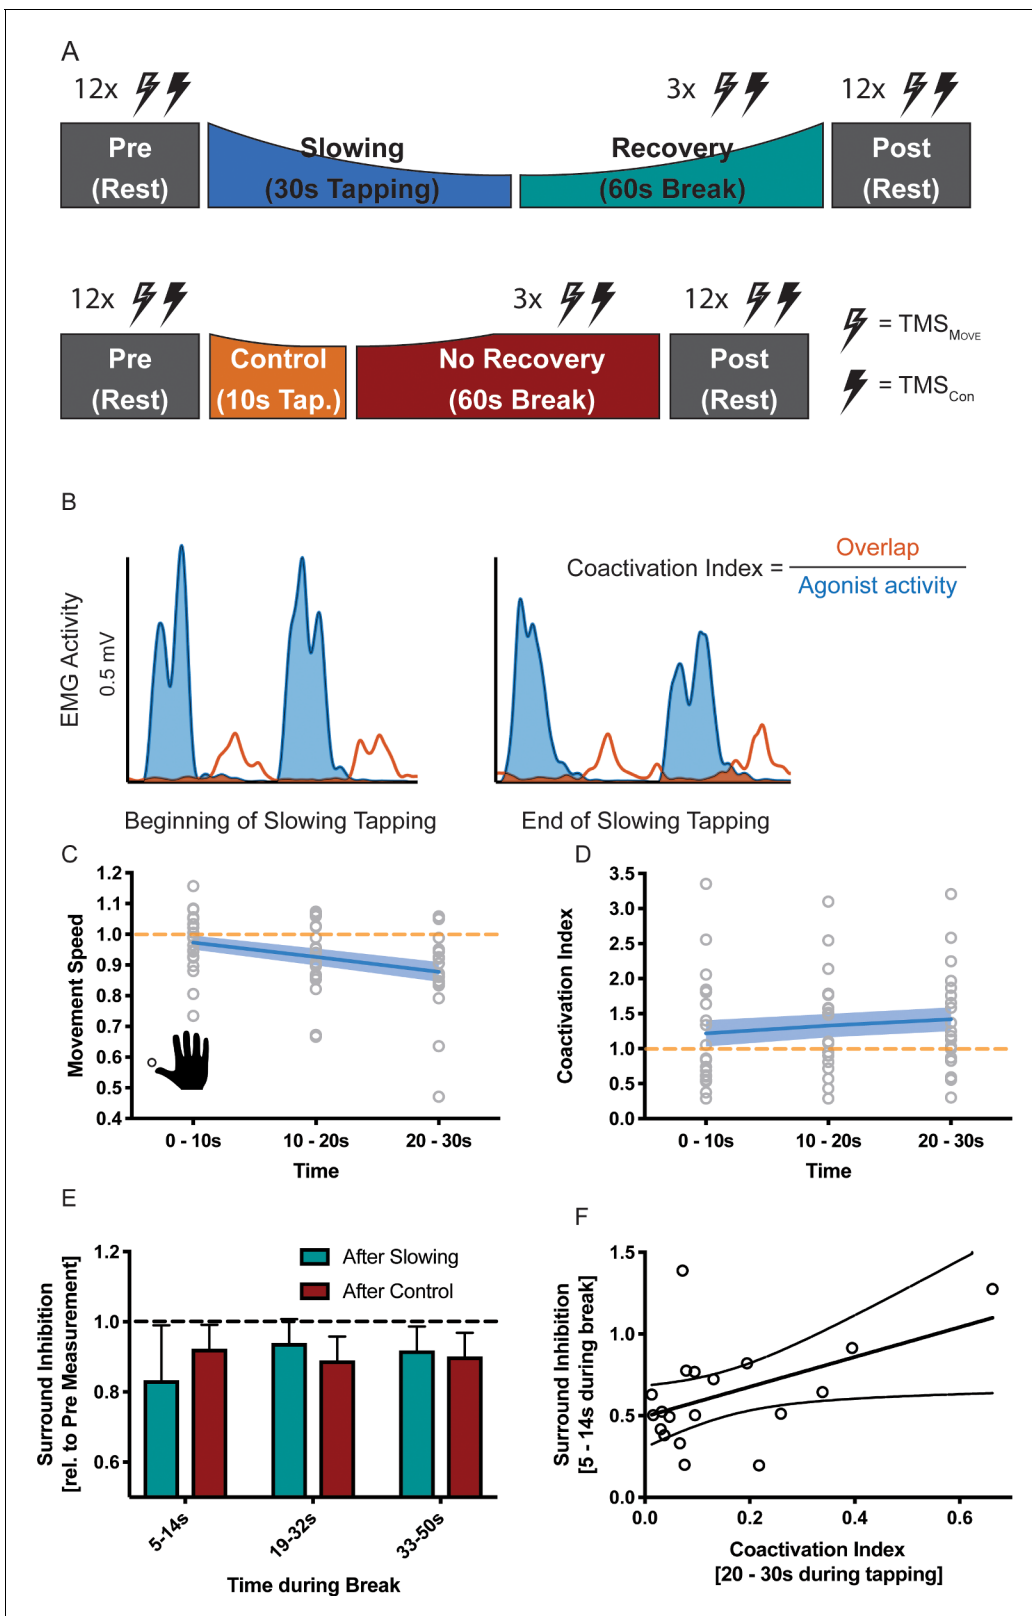 A
12x
3x
12x
Pre
(Rest)
Slowing
(30s Tapping)
Recovery
(60s Break)
Post
(Rest)
12x
3x
12x
Pre
(Rest)
Control
(10s Tap.)
No Recovery
(60s Break)
Post
(Rest)
= TMSMOVE
= TMSCon
B
EMG Activity
0.5 mV
Coactivation Index =
Overlap
Agonist activity
Beginning of Slowing Tapping
End of Slowing Tapping
C
Movement Speed
1.2
1.1
1.0
0.9
0.8
0.7
0.6
0.5
0.4
0 - 10s
10 - 20s
20 - 30s
Time
D
Coactivation Index
3.5
3.0
2.5
2.0
1.5
1.0
0.5
0.0
0 - 10s
10 - 20s
20 - 30s
Time
E
Surround Inhibition
[rel. to Pre Measurement]
1.2
1.0
0.8
0.6
After Slowing
After Control
5-14s
19-32s
33-50s
Time during Break
F
Surround Inhibition
[5 - 14s during break]
1.5
1.0
0.5
0.0
0.0
0.2
0.4
0.6
Coactivation Index
[20 - 30s during tapping]